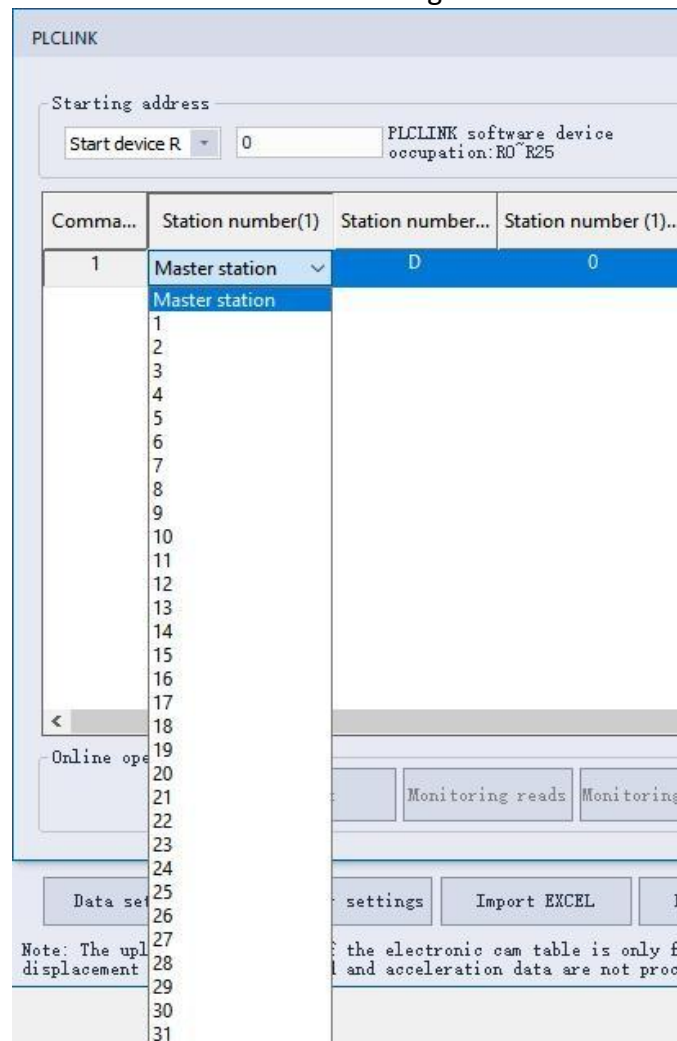 PLCLINK
Starting address
Start device R
0
PLCLINK software device
occupation:R0~R25
Comma...
Station number(1)
Station number...
Station number (1)..
1
Master station
D
0
Master station
1
2
3
4
5
6
7
8
9
10
11
12
13
14
15
16
17
18
19
20
21
22
23
24
25
26
27
28
29
30
31
<
Online ope
Monitoring reads
Monitoring
Data set
settings
Import EXCEL
Note: The upl
f the electronic cam table is only f
displacement
and acceleration data are not proc